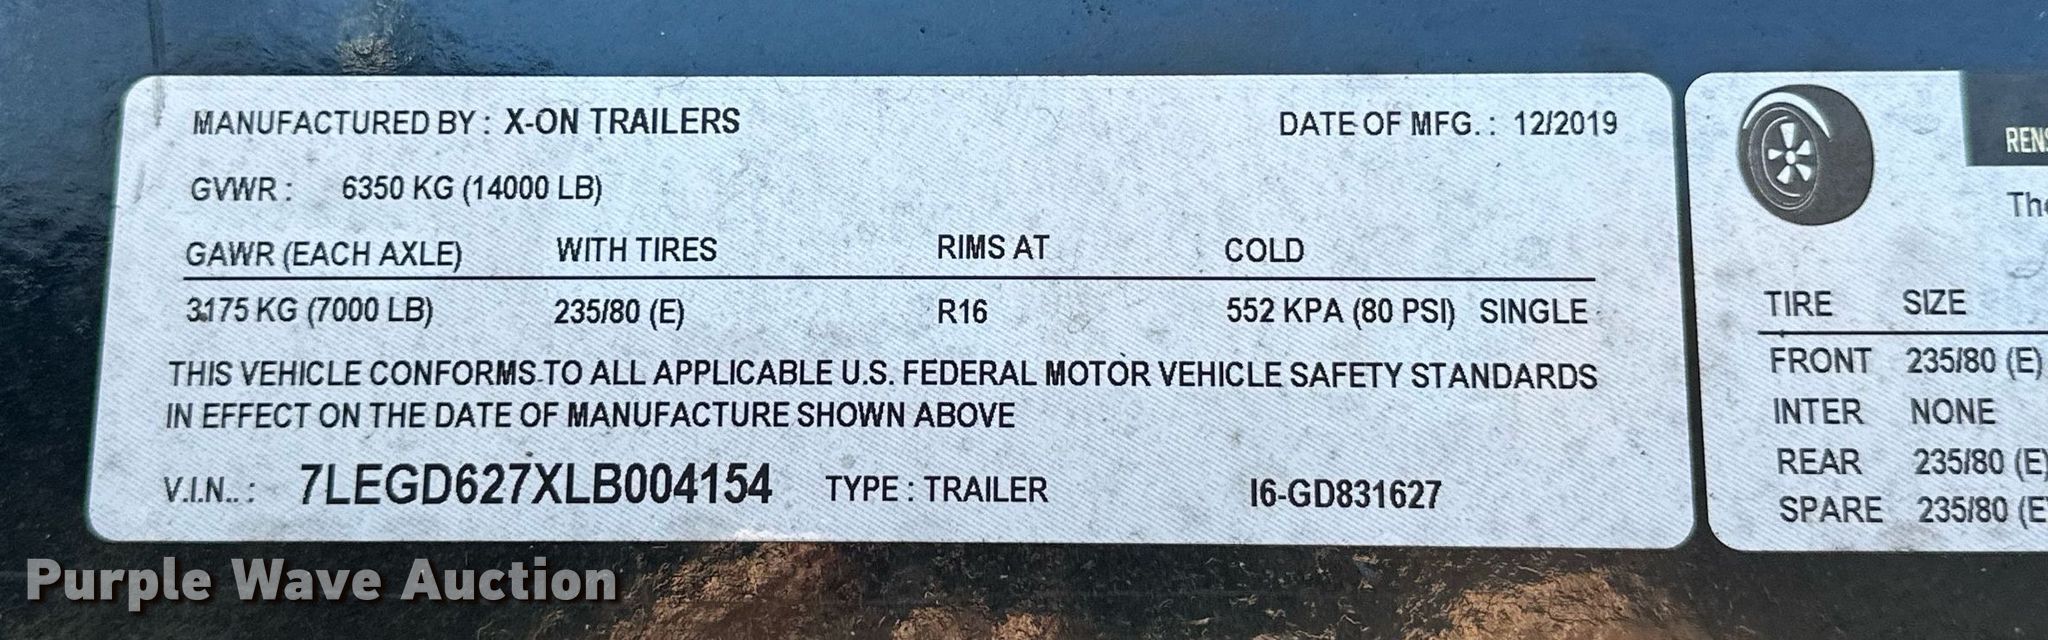 MANUFACTURED BY : X-ON TRAILERS DATE OF MFG. : 12/2019
GVWR : 6350 KG (14000 LB)
GAWR (EACH AXLE) WITH TIRES RIMS AT COLD
3175 KG (7000 LB) 235/80 (E) R16 552 KPA (80 PSI) SINGLE
THIS VEHICLE CONFORMS TO ALL APPLICABLE U.S. FEDERAL MOTOR VEHICLE SAFETY STANDARDS
IN EFFECT ON THE DATE OF MANUFACTURE SHOWN ABOVE
V.I.N.. : 7LEGD627XLB004154 TYPE : TRAILER I6-GD831627
TIRE SIZE
FRONT 235/80 (E)
INTER NONE
REAR 235/80 (E)
SPARE 235/80 (E
Purple Wave Auction